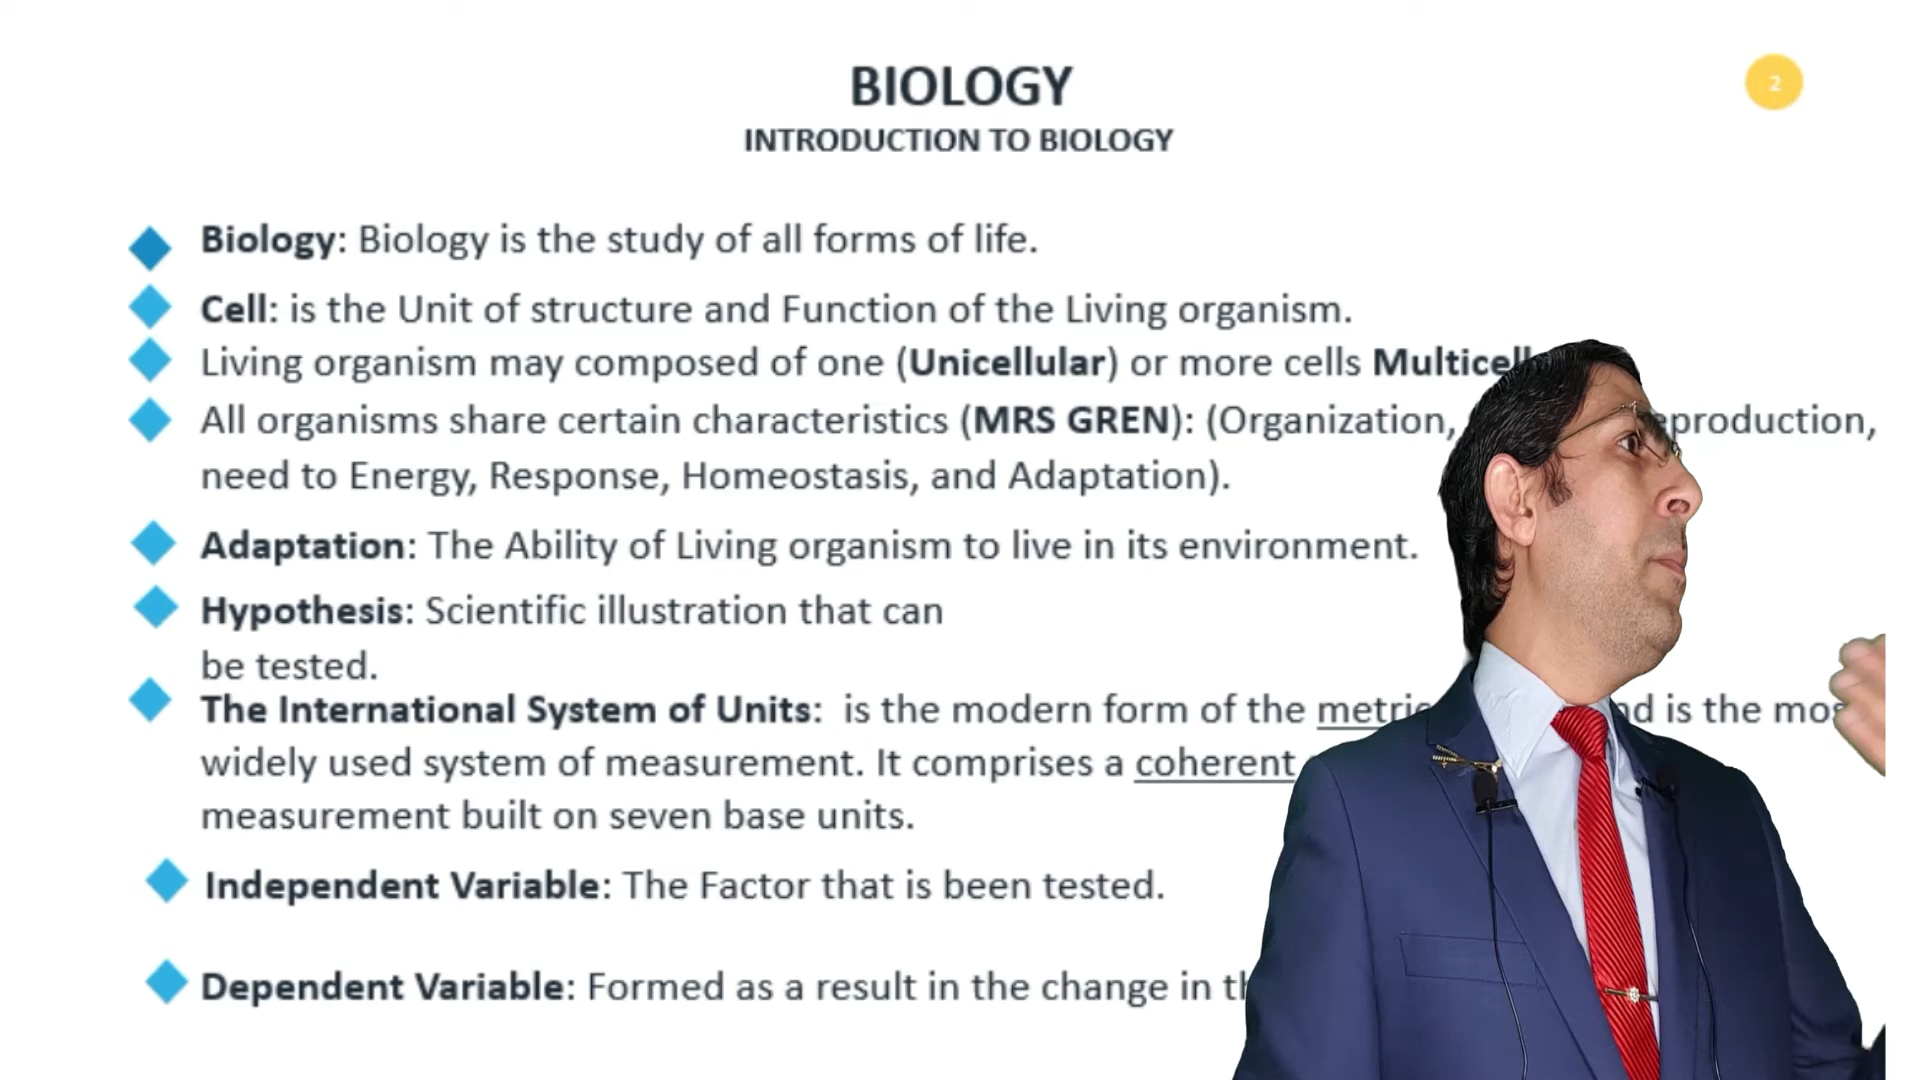 BIOLOGY
2
INTRODUCTION TO BIOLOGY
Biology: Biology is the study of all forms of life.
Cell: is the Unit of structure and Function of the Living organism.
Living organism may composed of one (Unicellular) or more cells
All organisms share certain characteristics (MRS GREN): (Organization,
need to Energy, Response, Homeostasis, and Adaptation).
Adaptation: The Ability of Living organism to live in its environment.
Hypothesis: Scientific illustration that can
be tested.
The International System of Units: is the modern form of the is the
widely used system of measurement. It comprises a coherent
measurement built on seven base units.
Independent Variable: The Factor that is been tested.
Dependent Variable: Formed as a result in the change in